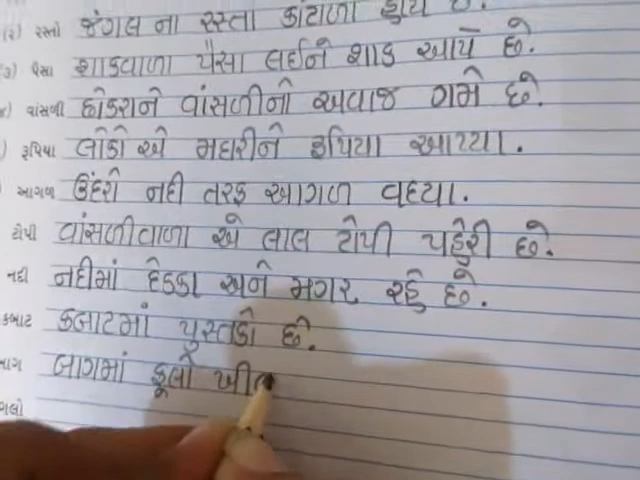 (૨) રસ્તો જંગલ ના રસ્તા કાંટાળા હોય છે.
(૩) પૈસા શાકવાળા પૈસા લઈને શાક આપે છે.
વાંસળી છોકરાને વાંસળીનો અવાજ ગમે છે.
રૂપિયા લોકો એ મદારીને રૂપિયા આપ્યા.
આગળ ઉંદરો નદી તરફ આગળ વધ્યા.
ટોપી વાંસળીવાળા એ લાલ ટોપી પહેરી છે.
નદી નદીમાં દેડકા અને મગર રહે છે.
કબાટ કબાટમાં પુસ્તકો છે.
બાગ બાગમાં ફૂલો ખીલ